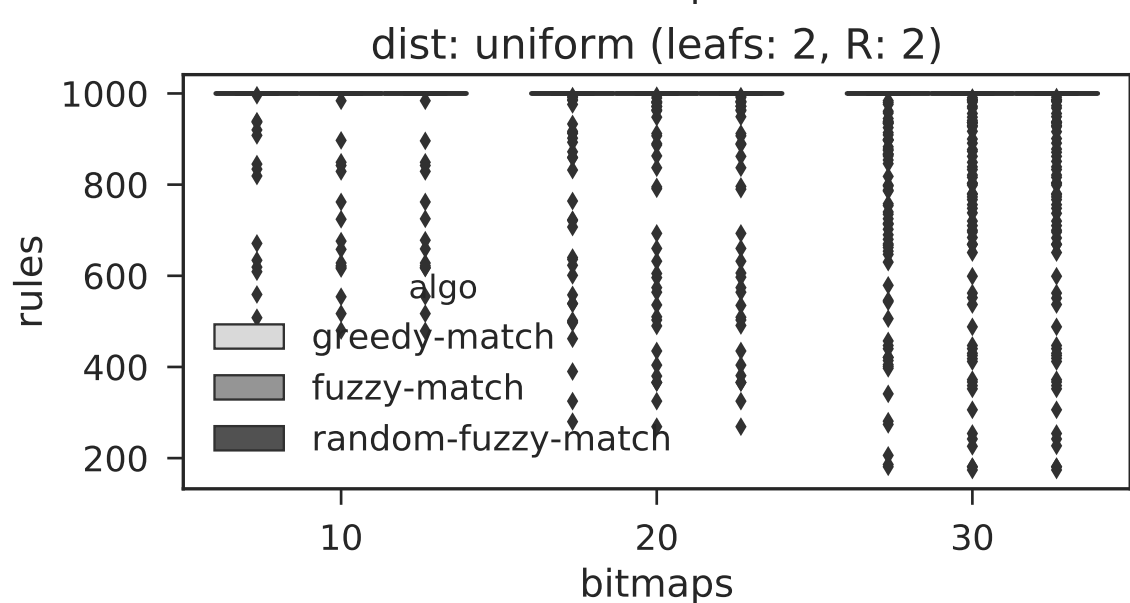 dist: uniform (leafs: 2, R: 2)
1000
800
600
400
200
rules
algo
greedy-match
fuzzy-match
random-fuzzy-match
10 20 30
bitmaps